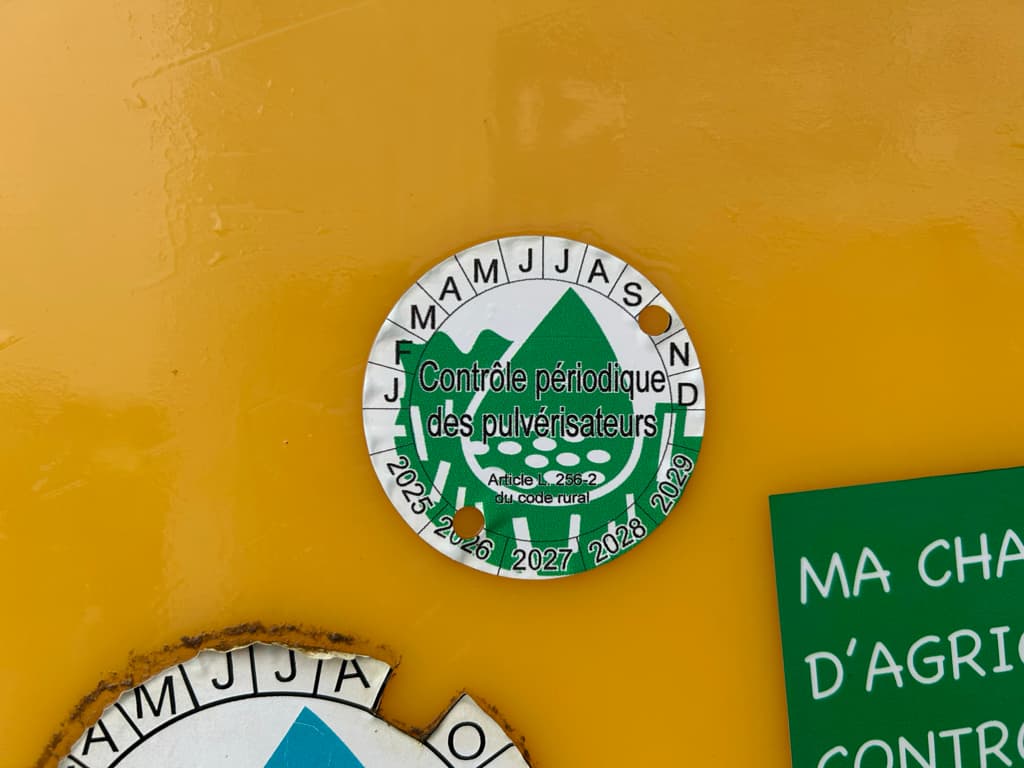 J F M A M J J A S O N D
Contrôle périodique
des pulvérisateurs
Article L. 256-2
du code rural
2025 2026 2027 2028 2029
MA CHA
D'AGRIC
CONTRO
A M J J A O